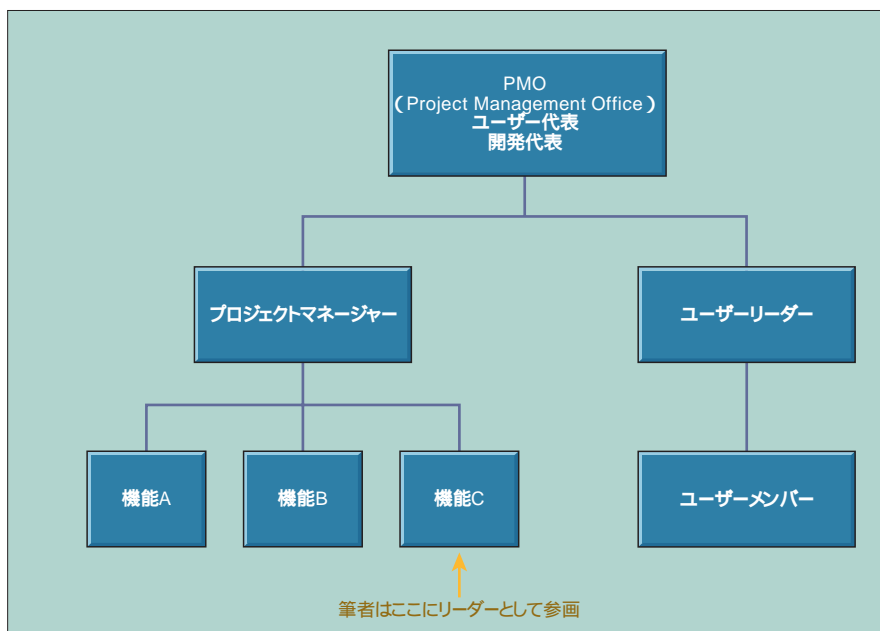 PMO
(Project Management Office)
ユーザー代表
開発代表
プロジェクトマネージャー
ユーザーリーダー
機能A
機能B
機能C
ユーザーメンバー
筆者はここにリーダーとして参画